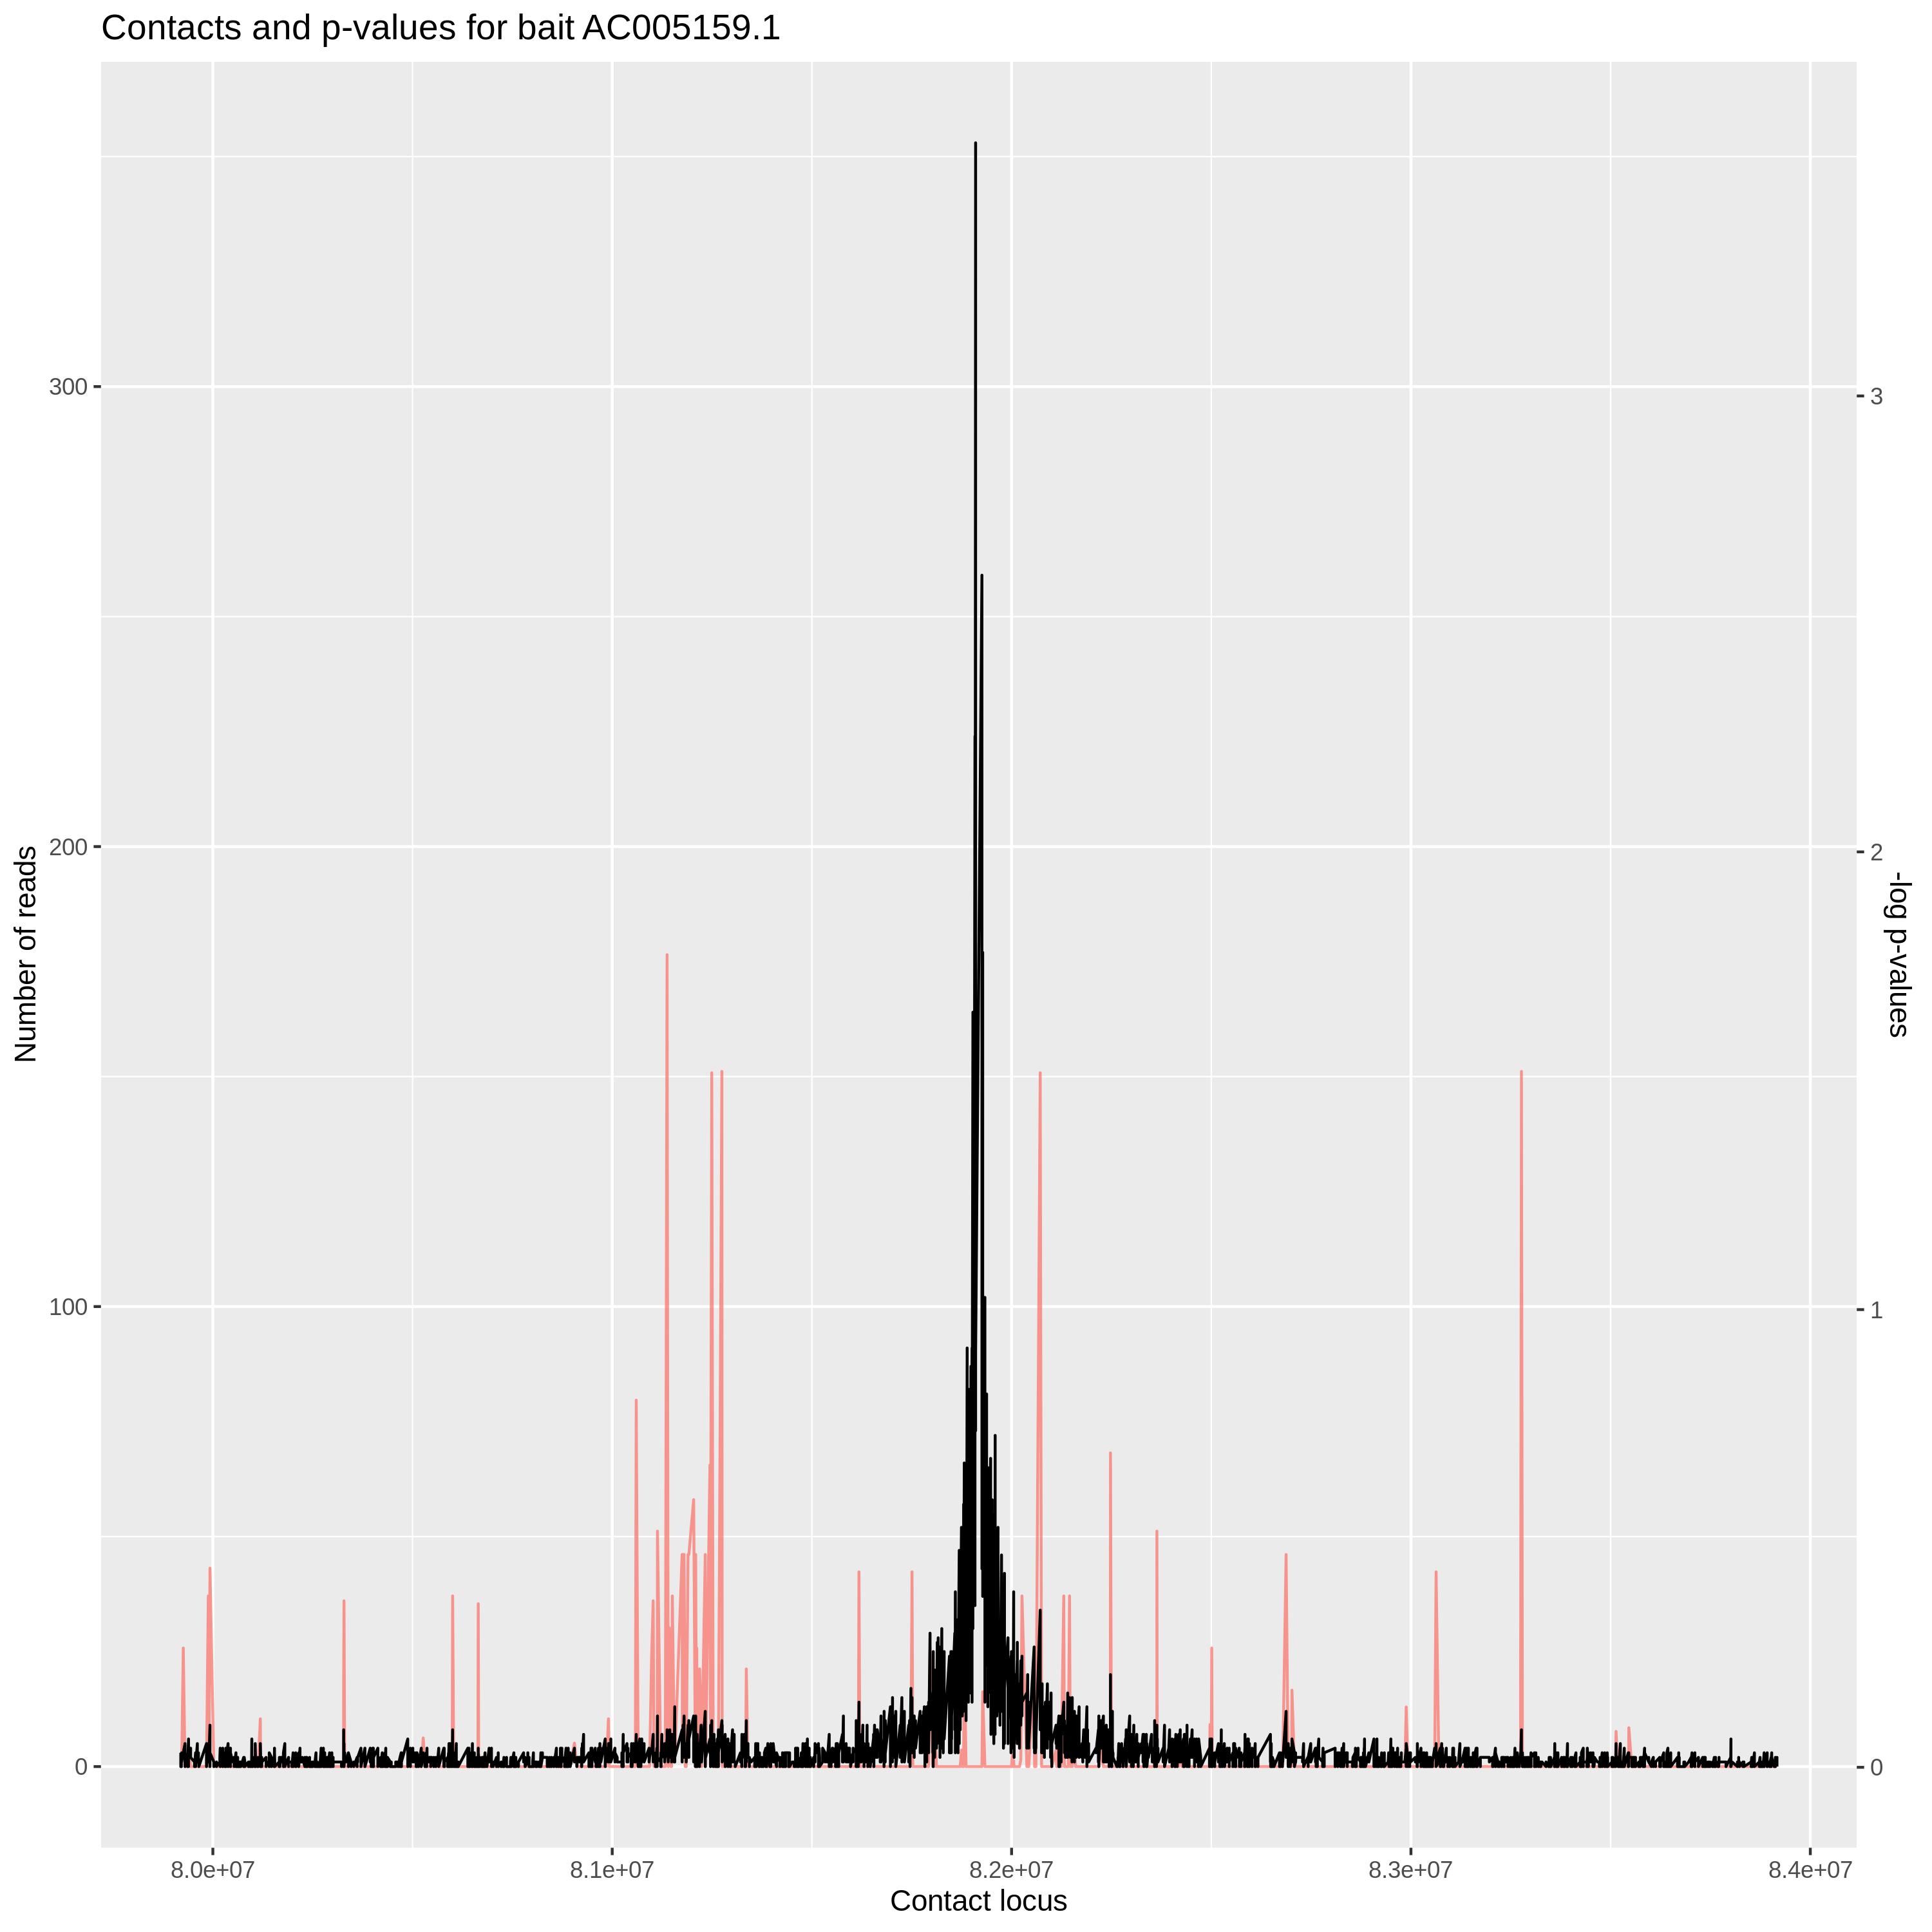 Contacts and p-values for bait AC005159.1
Number of reads
300
200
100
0
3
2
1
0
-log p-values
8.0e+07
8.1e+07
8.2e+07
8.3e+07
8.4e+07
Contact locus